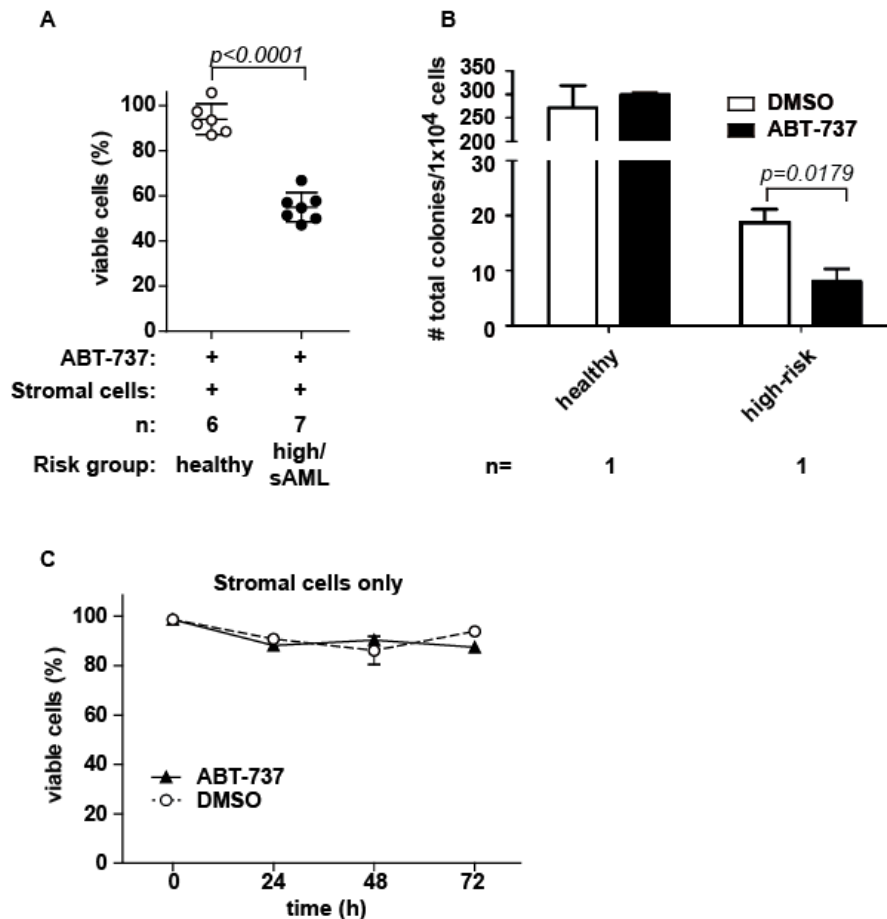 A
p<0.0001
viable cells (%)
100
80
60
40
20
0
ABT-737: + +
Stromal cells: + +
n: 6 7
Risk group: healthy high/
sAML
B
# total colonies/1x10⁴ cells
350
300
250
200
30
20
10
0
DMSO
ABT-737
p=0.0179
healthy
high-risk
n= 1 1
C
Stromal cells only
viable cells (%)
100
80
60
40
20
0
ABT-737
DMSO
0 24 48 72
time (h)